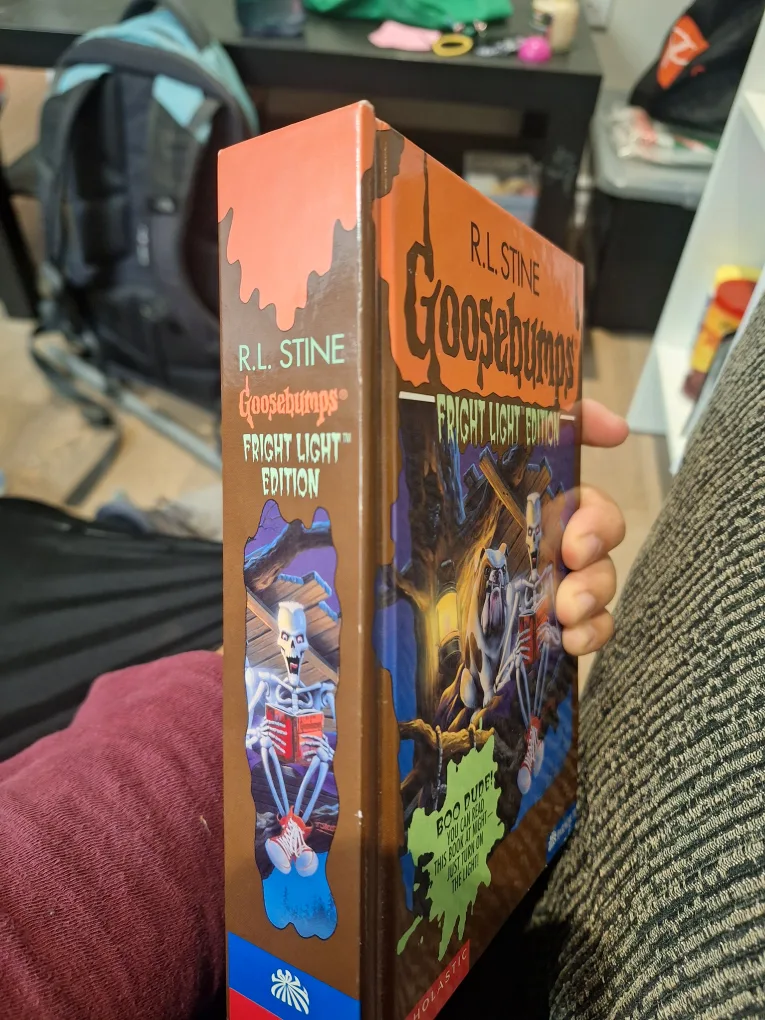 R.L. STINE
Goosebumps®
FRIGHT LIGHT™
EDITION
R.L. STINE
Goosebumps
FRIGHT LIGHT EDITION
BOO DUDE!
YOU CAN READ
THIS BOOK AT NIGHT—
JUST TURN ON
THE LIGHT!
SCHOLASTIC